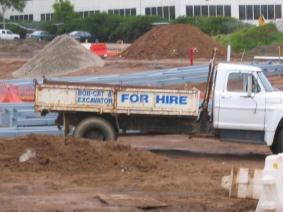 BOB-CAT &
EXCAVATOR
FOR HIRE